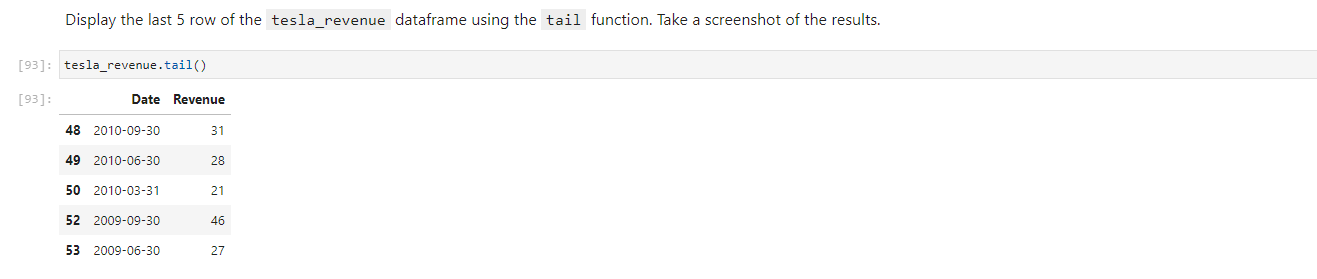 Display the last 5 row of the tesla_revenue dataframe using the tail function. Take a screenshot of the results.
[93]: tesla_revenue.tail()
[93]:
Date Revenue
48 2010-09-30 31
49 2010-06-30 28
50 2010-03-31 21
52 2009-09-30 46
53 2009-06-30 27